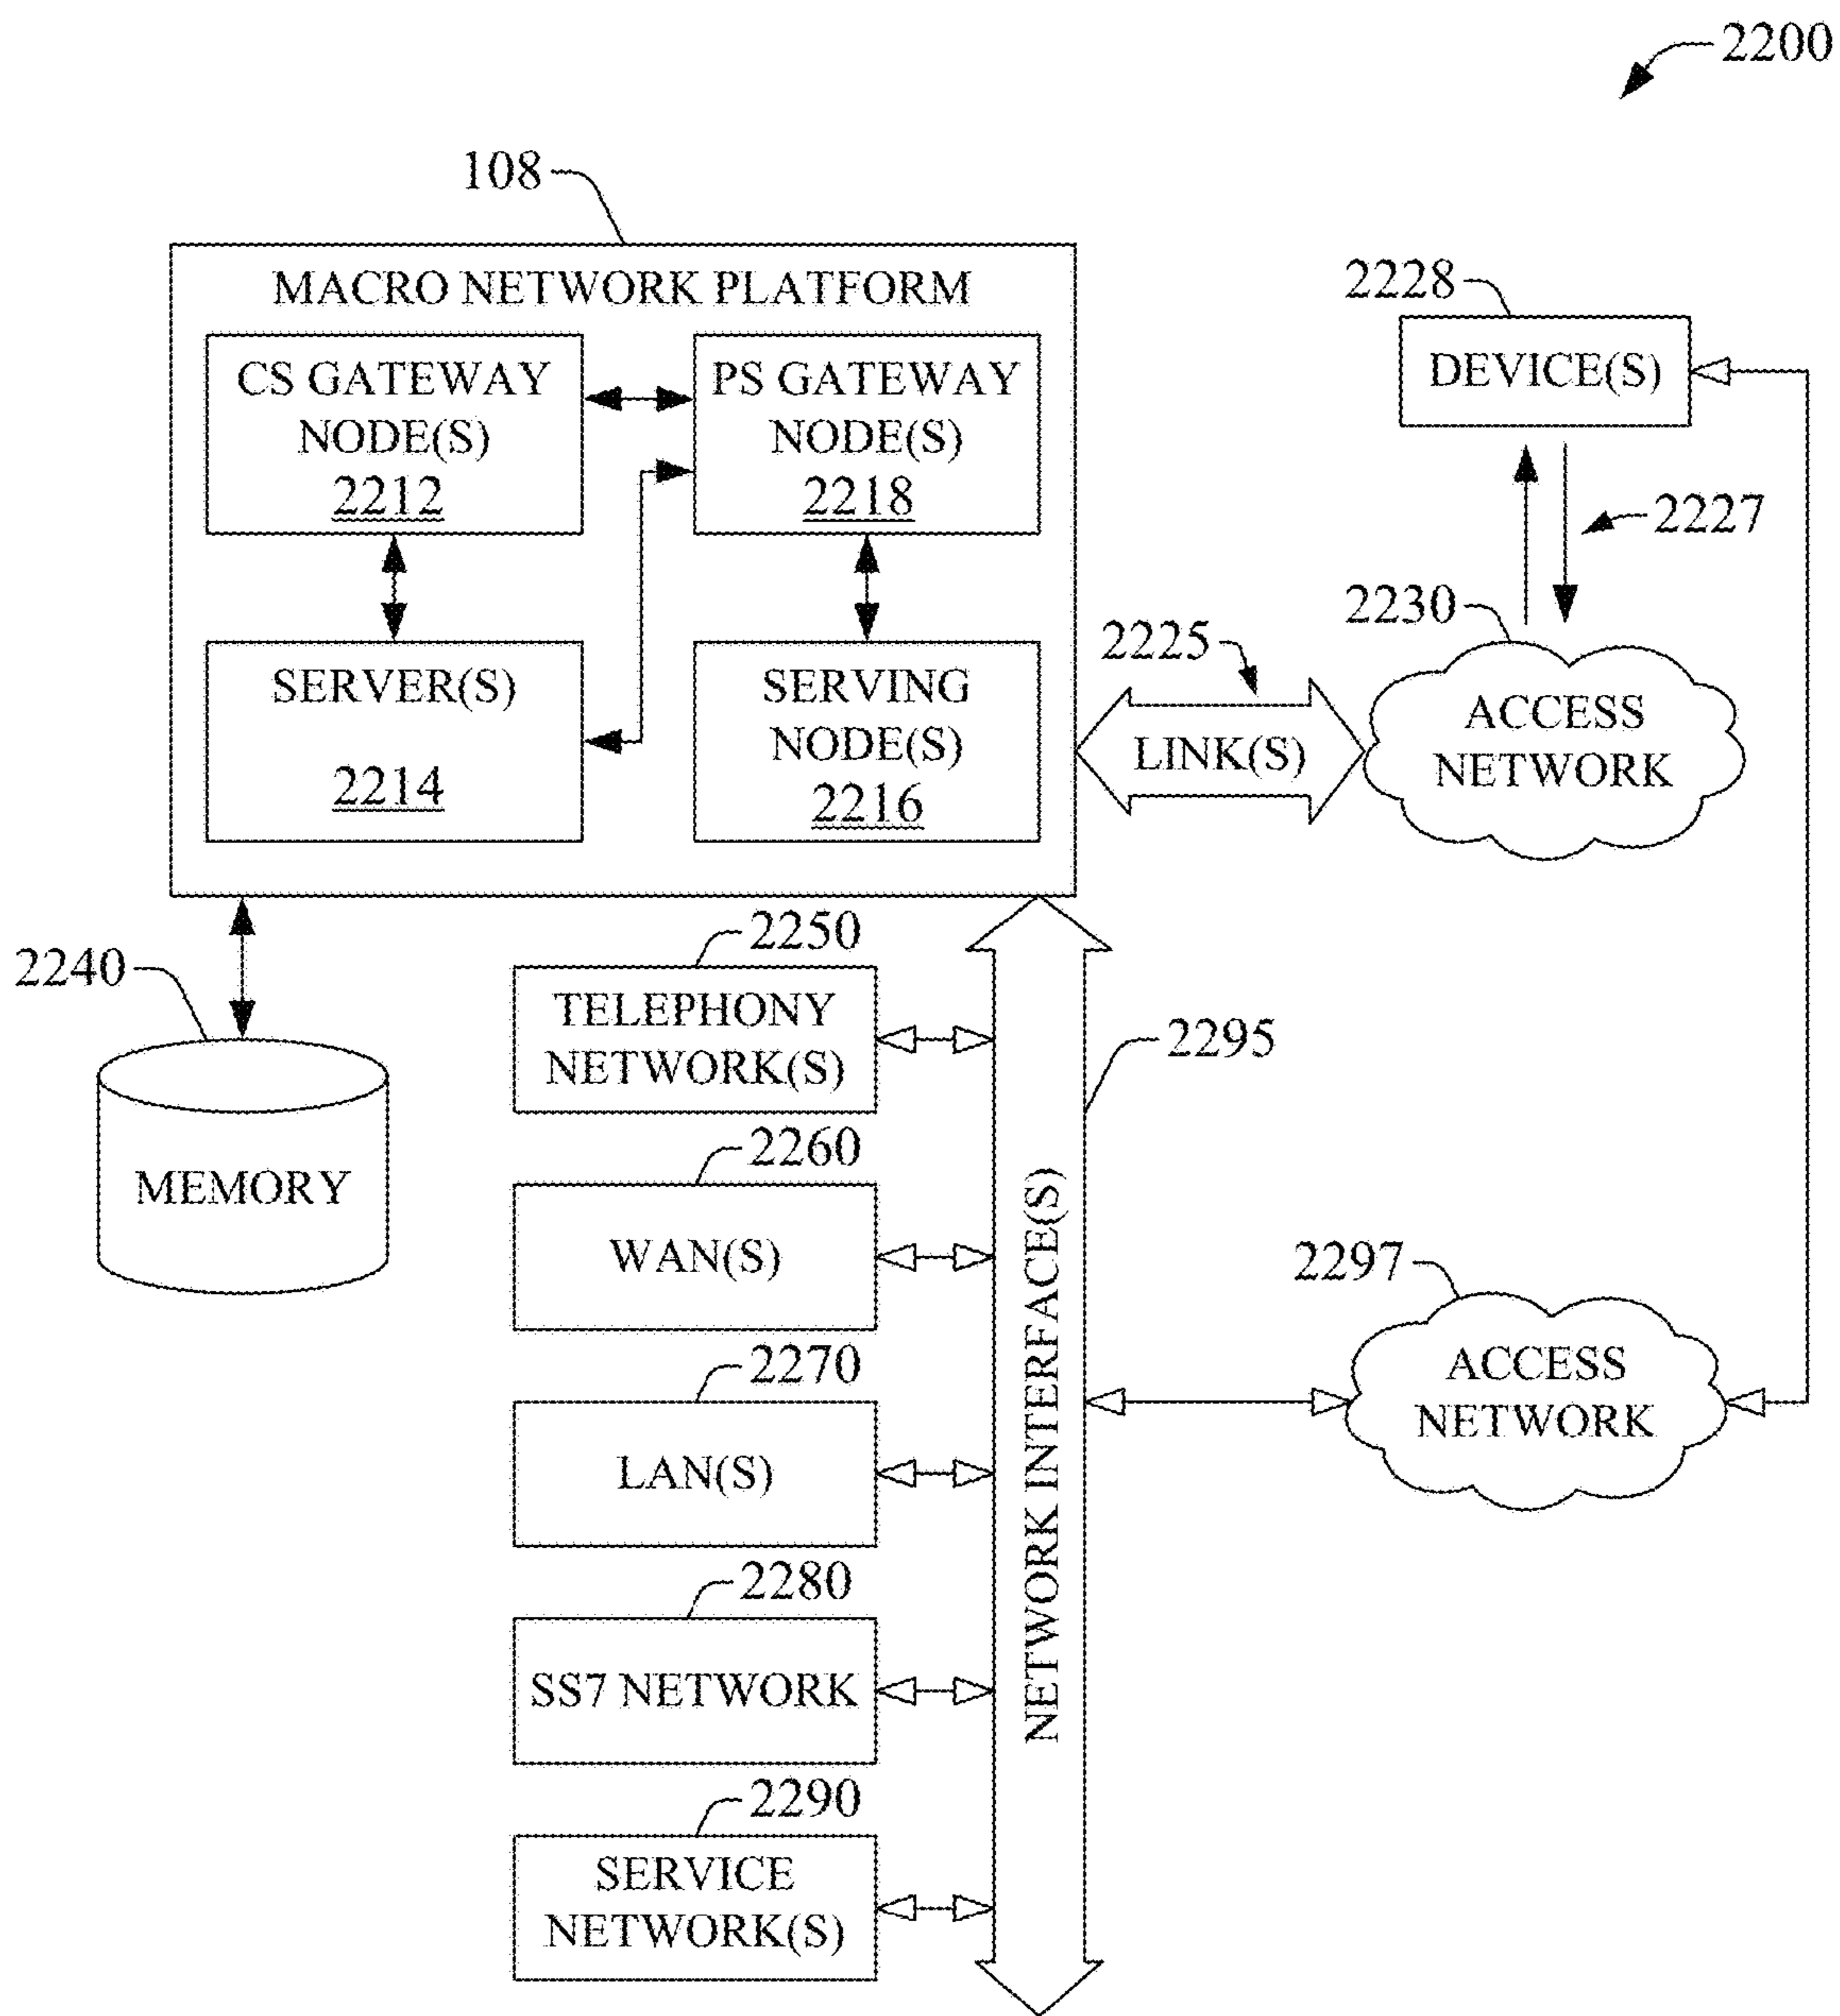 2200
108
MACRO NETWORK PLATFORM
CS GATEWAY
NODE(S)
2212
PS GATEWAY
NODE(S)
2218
SERVER(S)
2214
SERVING
NODE(S)
2216
2228
DEVICE(S)
2227
2230
2225
LINK(S)
ACCESS
NETWORK
2240
MEMORY
2250
TELEPHONY
NETWORK(S)
2295
2260
WAN(S)
NETWORK INTERFACE(S)
2297
ACCESS
NETWORK
2270
LAN(S)
2280
SS7 NETWORK
2290
SERVICE
NETWORK(S)